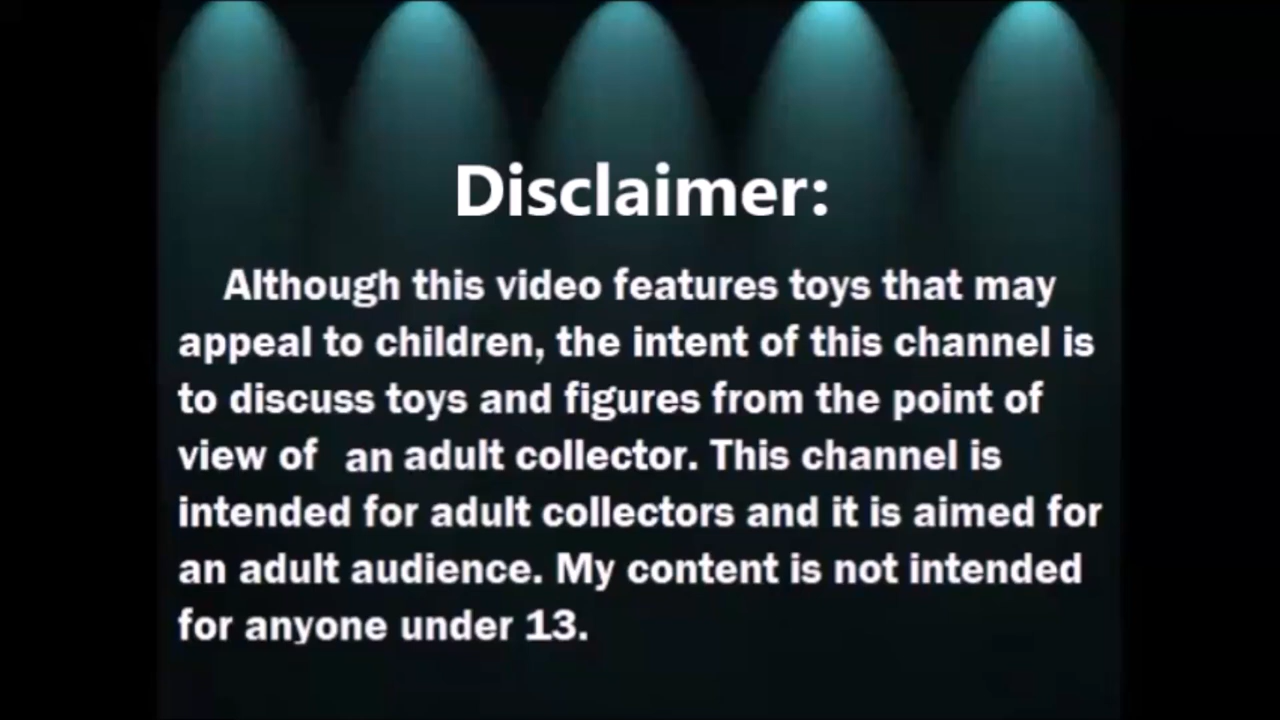 Disclaimer:
Although this video features toys that may
appeal to children, the intent of this channel is
to discuss toys and figures from the point of
view of an adult collector. This channel is
intended for adult collectors and it is aimed for
an adult audience. My content is not intended
for anyone under 13.